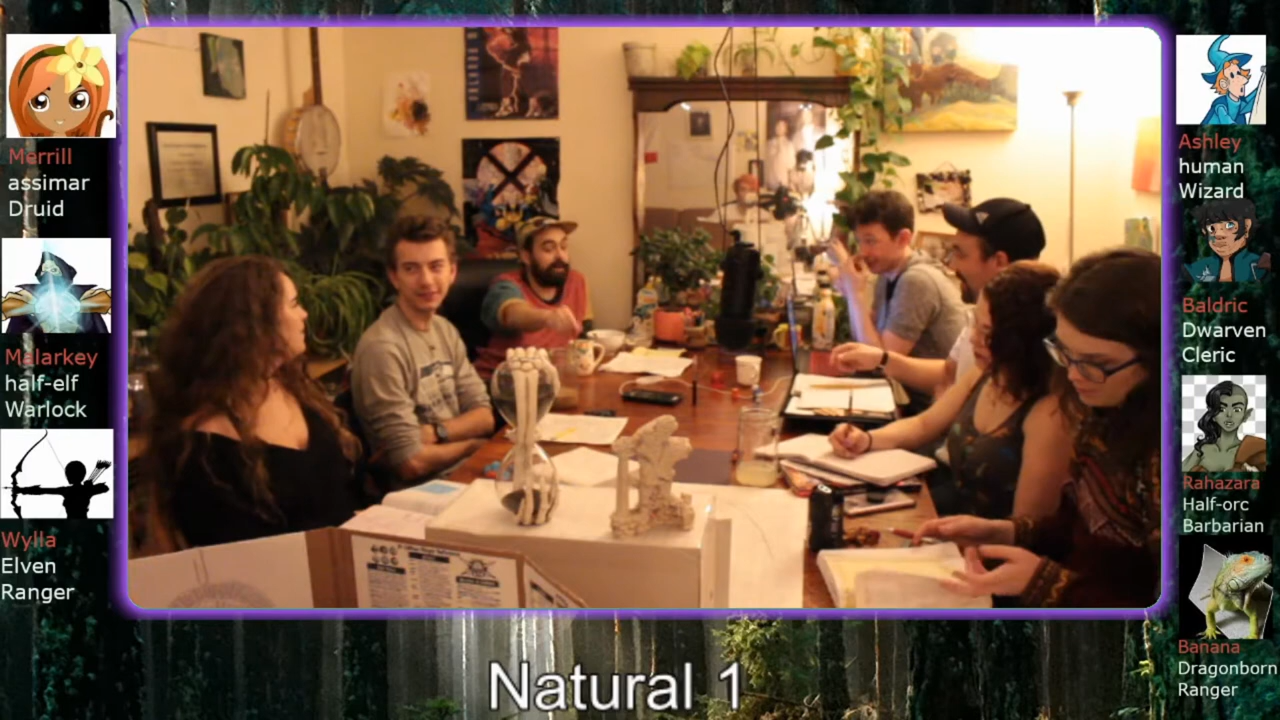 Merrill
assimar
Druid
Malarkey
half-elf
Warlock
Wylla
Elven
Ranger
Ashley
human
Wizard
Baldric
Dwarven
Cleric
Rahazara
Half-orc
Barbarian
Banana
Dragonborn
Ranger
Natural 1